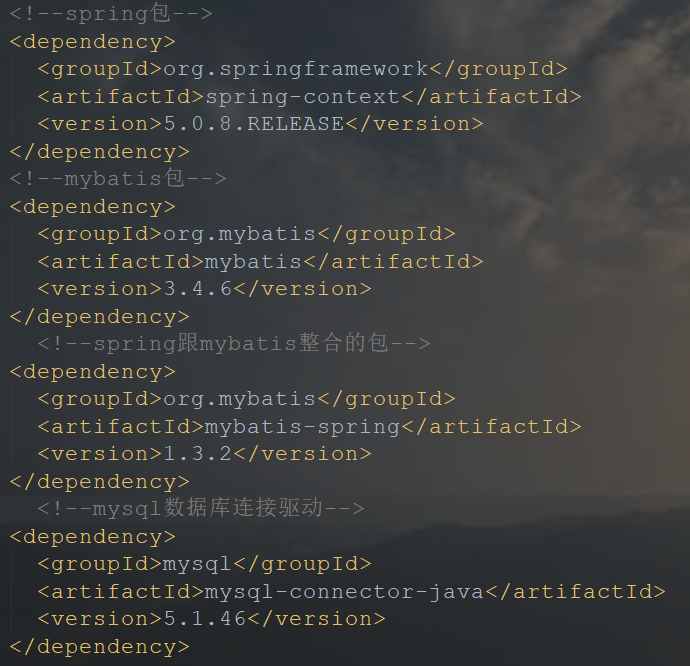 <!--spring包-->
<dependency>
  <groupId>org.springframework</groupId>
  <artifactId>spring-context</artifactId>
  <version>5.0.8.RELEASE</version>
</dependency>
<!--mybatis包-->
<dependency>
  <groupId>org.mybatis</groupId>
  <artifactId>mybatis</artifactId>
  <version>3.4.6</version>
</dependency>
  <!--spring跟mybatis整合的包-->
<dependency>
  <groupId>org.mybatis</groupId>
  <artifactId>mybatis-spring</artifactId>
  <version>1.3.2</version>
</dependency>
  <!--mysql数据库连接驱动-->
<dependency>
  <groupId>mysql</groupId>
  <artifactId>mysql-connector-java</artifactId>
  <version>5.1.46</version>
</dependency>